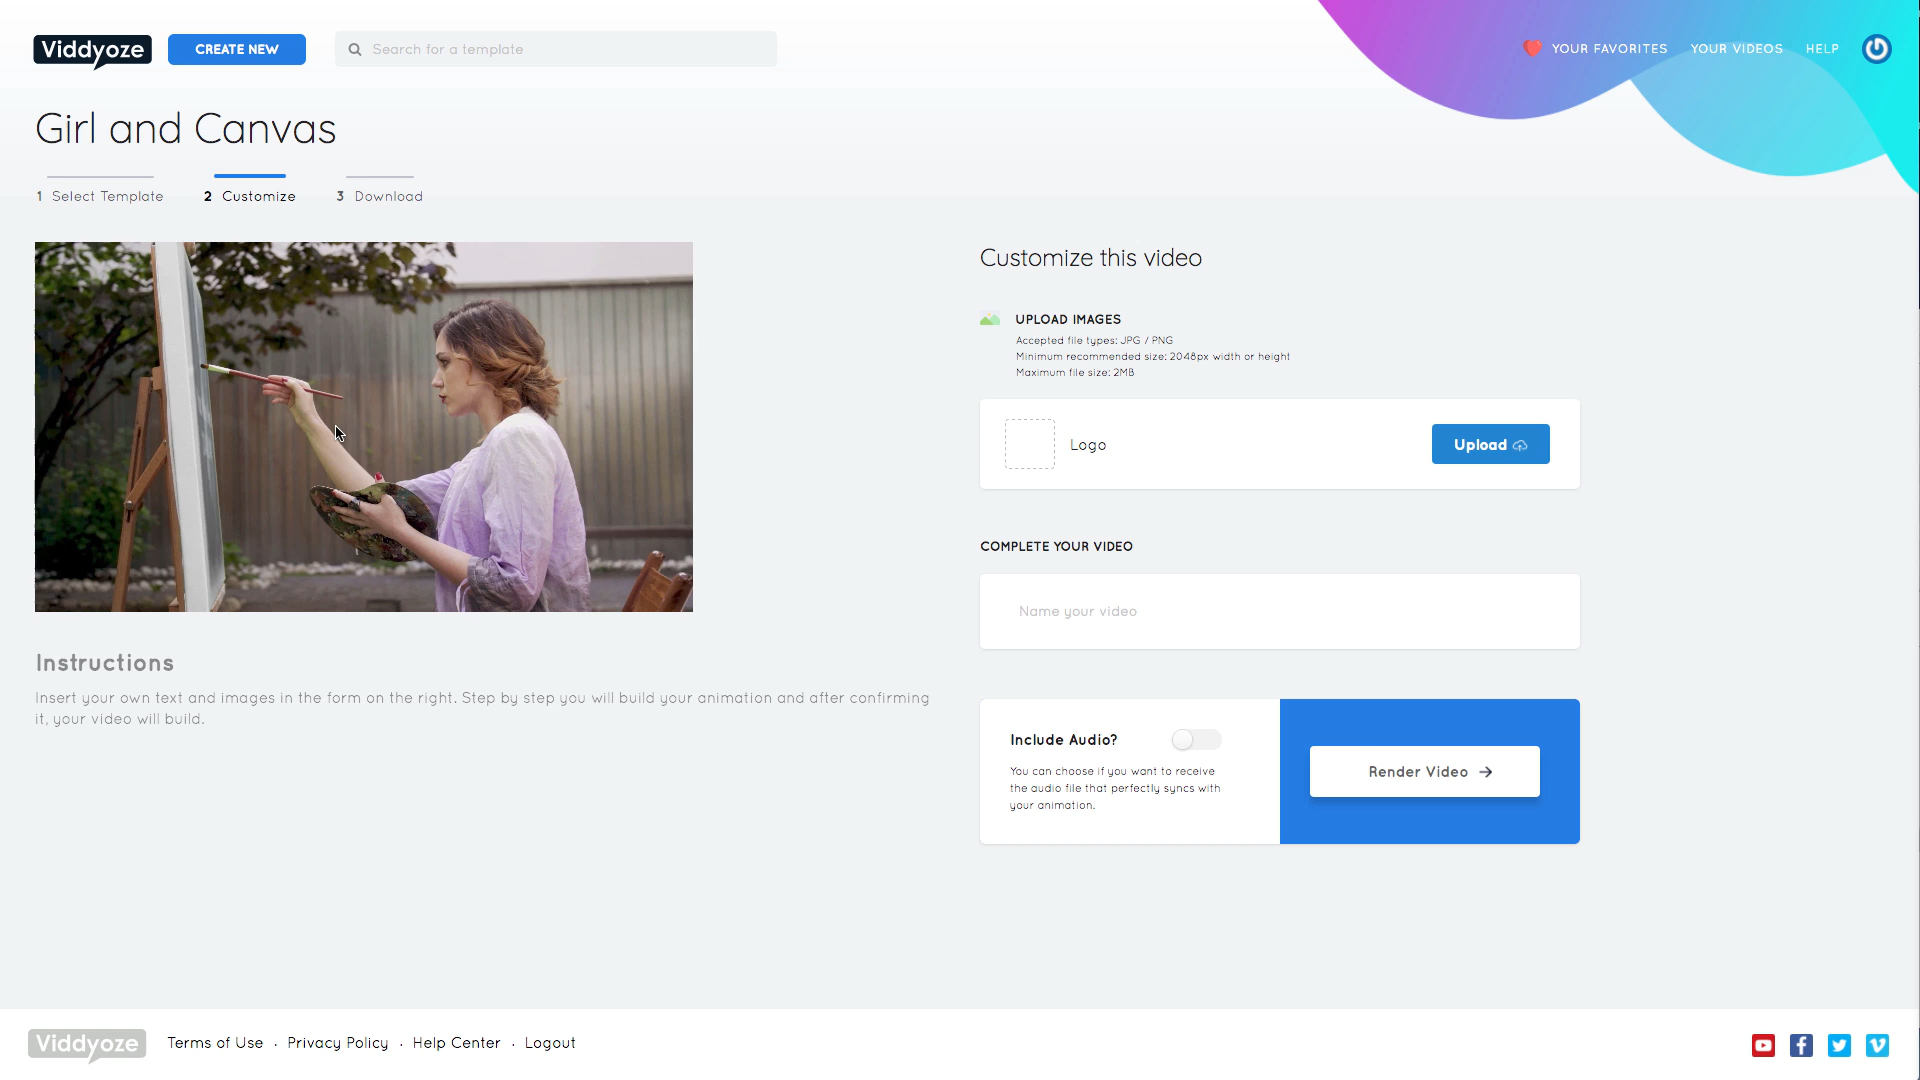 Viddyoze
CREATE NEW
Search for a template
YOUR FAVORITES
YOUR VIDEOS
HELP
Girl and Canvas
1 Select Template
2 Customize
3 Download
Customize this video
UPLOAD IMAGES
Accepted file types: JPG / PNG
Minimum recommended size: 2048px width or height
Maximum file size: 2MB
Logo
Upload
COMPLETE YOUR VIDEO
Name your video
Instructions
Insert your own text and images in the form on the right. Step by step you will build your animation and after confirming
it, your video will build.
Include Audio?
You can choose if you want to receive
the audio file that perfectly syncs with
your animation.
Render Video
Viddyoze
Terms of Use · Privacy Policy · Help Center · Logout